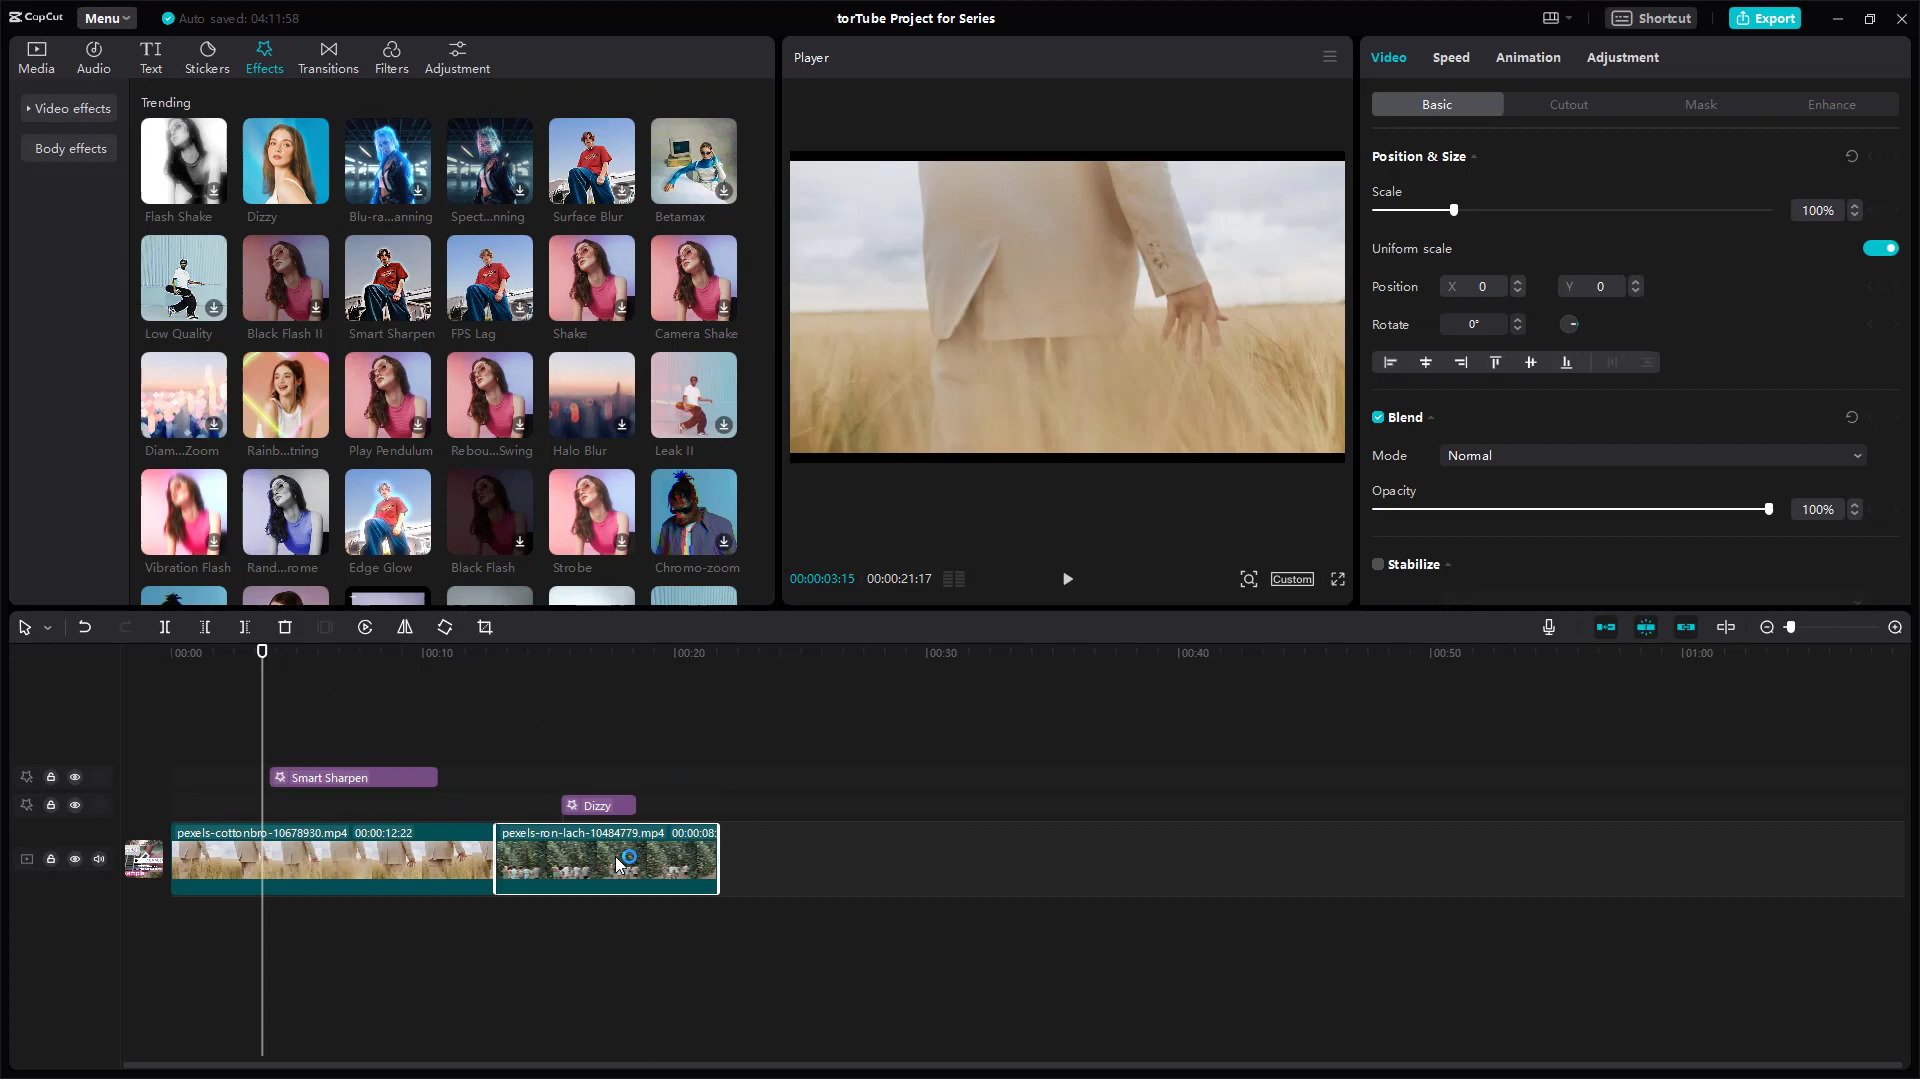 CapCut Menu Auto saved: 04:11:58 torTube Project for Series Shortcut Export
Media Audio Text Stickers Effects Transitions Filters Adjustment
Video effects
Body effects
Trending
Flash Shake Dizzy Blu-ra...anning Spect...nning Surface Blur Betamax
Low Quality Black Flash II Smart Sharpen FPS Lag Shake Camera Shake
Diam...Zoom Rainb...tning Play Pendulum Rebou...Swing Halo Blur Leak II
Vibration Flash Rand...rome Edge Glow Black Flash Strobe Chromo-zoom
Player
00:00:03:15 00:00:21:17 Custom
Video Speed Animation Adjustment
Basic Cutout Mask Enhance
Position & Size
Scale
100%
Uniform scale
Position X 0 Y 0
Rotate 0°
Blend
Mode Normal
Opacity
100%
Stabilize
00:00 00:10 00:20 00:30 00:40 00:50 01:00
Smart Sharpen
Dizzy
pexels-cottonbro-10678930.mp4 00:00:12:22 pexels-ron-lach-10484779.mp4 00:00:08: